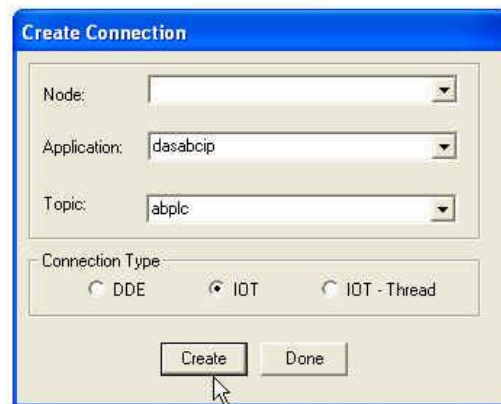 Create Connection
Node:
Application: dasabcip
Topic: abplc
Connection Type
DDE IOT IOT - Thread
Create Done